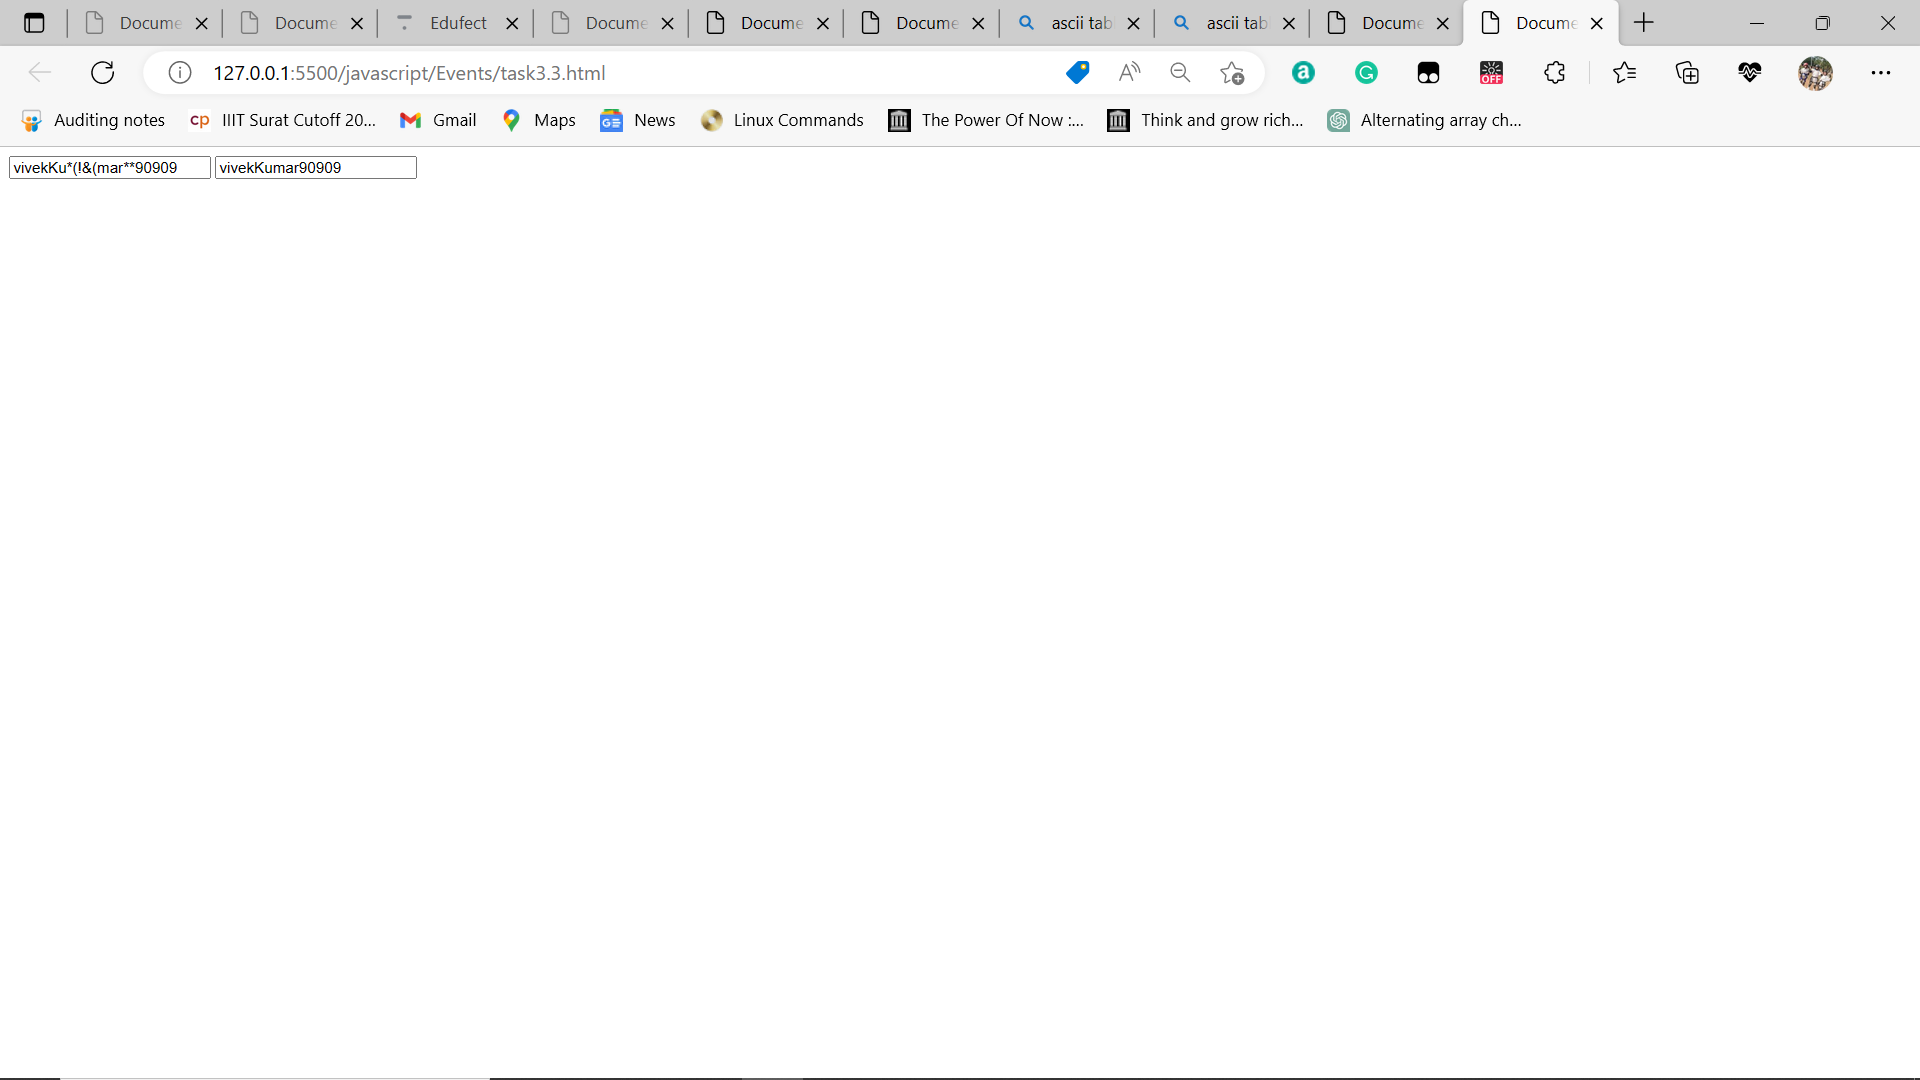 Docume Docume Edufect Docume Docume Docume ascii tab ascii tab Docume Docume
127.0.0.1:5500/javascript/Events/task3.3.html A a G OFF
Auditing notes cp IIIT Surat Cutoff 20... Gmail Maps GE News Linux Commands The Power Of Now :... Think and grow rich... Alternating array ch...
vivekKu*(!&(mar**90909 vivekKumar90909